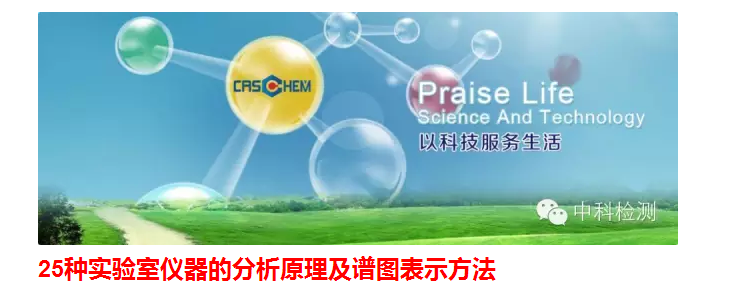 CASCHEM
Praise Life
Science And Technology
以科技服务生活
中科检测
25种实验室仪器的分析原理及谱图表示方法